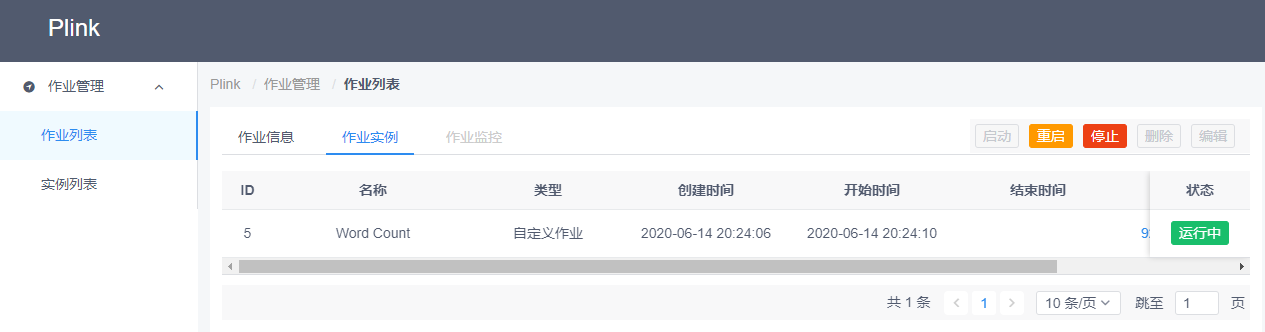 Plink
作业管理
作业列表
实例列表
Plink / 作业管理 / 作业列表
作业信息 作业实例 作业监控 启动 重启 停止 删除 编辑
ID 名称 类型 创建时间 开始时间 结束时间 状态
5 Word Count 自定义作业 2020-06-14 20:24:06 2020-06-14 20:24:10 运行中
共 1 条 1 10 条/页 跳至 1 页